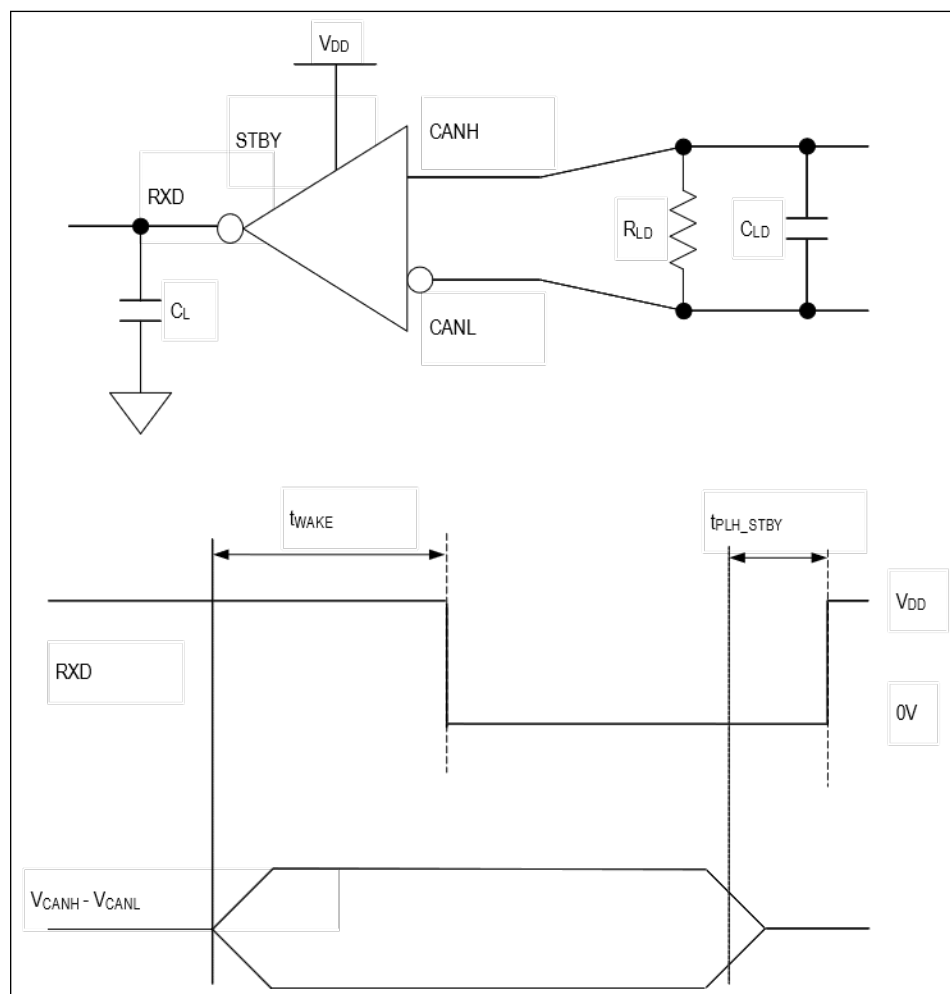 VDD
STBY
CANH
RXD
RLD
CLD
CL
CANL
tWAKE
tPLH_STBY
VDD
RXD
0V
VCANH - VCANL